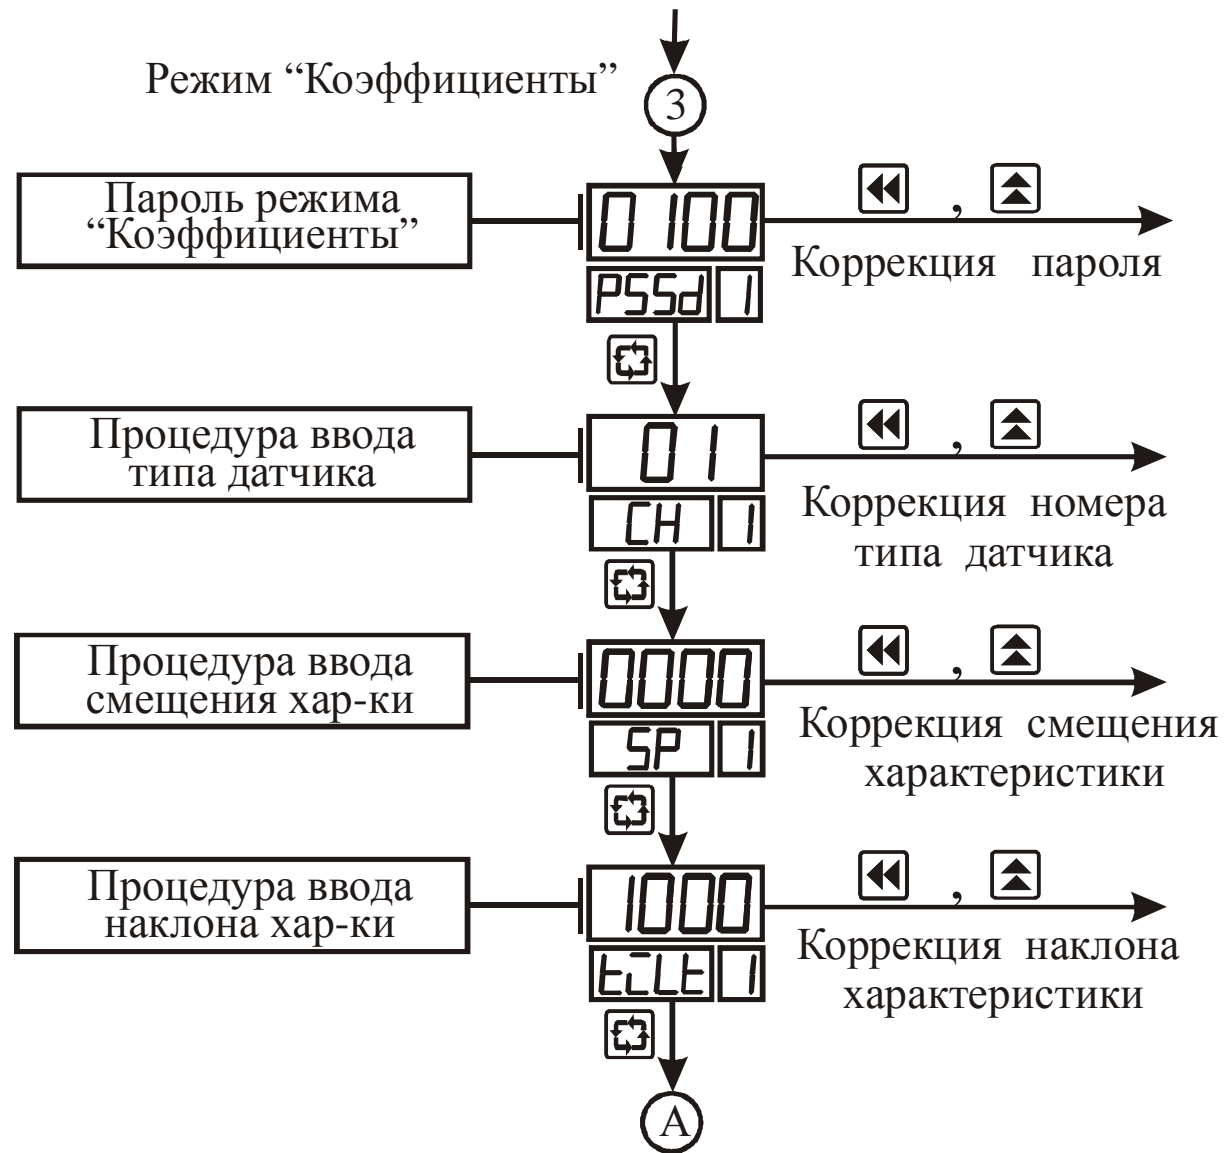 Режим “Коэффициенты”
3
Пароль режима
“Коэффициенты”
0100
PSSd 1
,
Коррекция пароля
Процедура ввода
типа датчика
01
CH 1
,
Коррекция номера
типа датчика
Процедура ввода
смещения хар-ки
0000
SP 1
,
Коррекция смещения
характеристики
Процедура ввода
наклона хар-ки
1000
tiLt 1
,
Коррекция наклона
характеристики
A